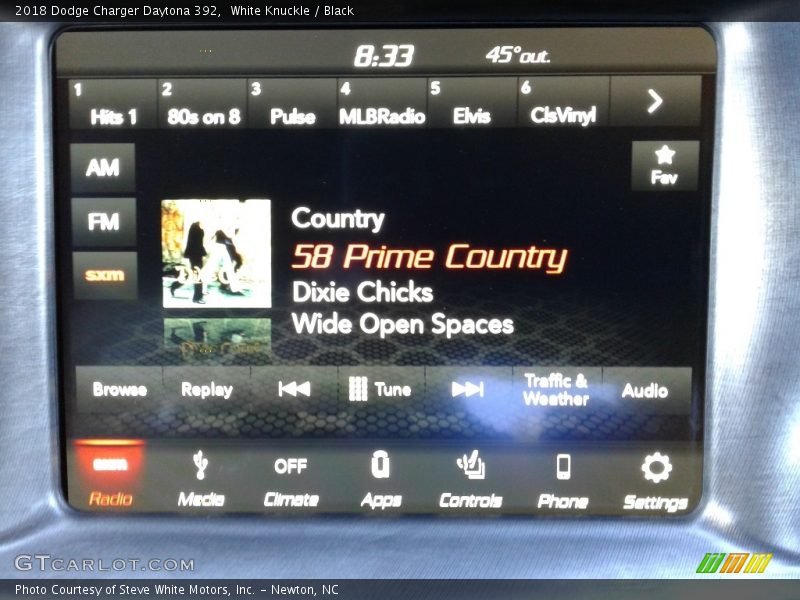 2018 Dodge Charger Daytona 392,  White Knuckle / Black
8:33
45°out.
1 Hits 1
2 80s on 8
3 Pulse
4 MLBRadio
5 Elvis
6 ClsVinyl
AM
FM
sxm
Fav
Country
58 Prime Country
Dixie Chicks
Wide Open Spaces
Browse
Replay
Tune
Traffic &
Weather
Audio
sxm
Radio
Media
OFF
Climate
Apps
Controls
Phone
Settings
GTCARLOT.COM
Photo Courtesy of Steve White Motors, Inc. – Newton, NC